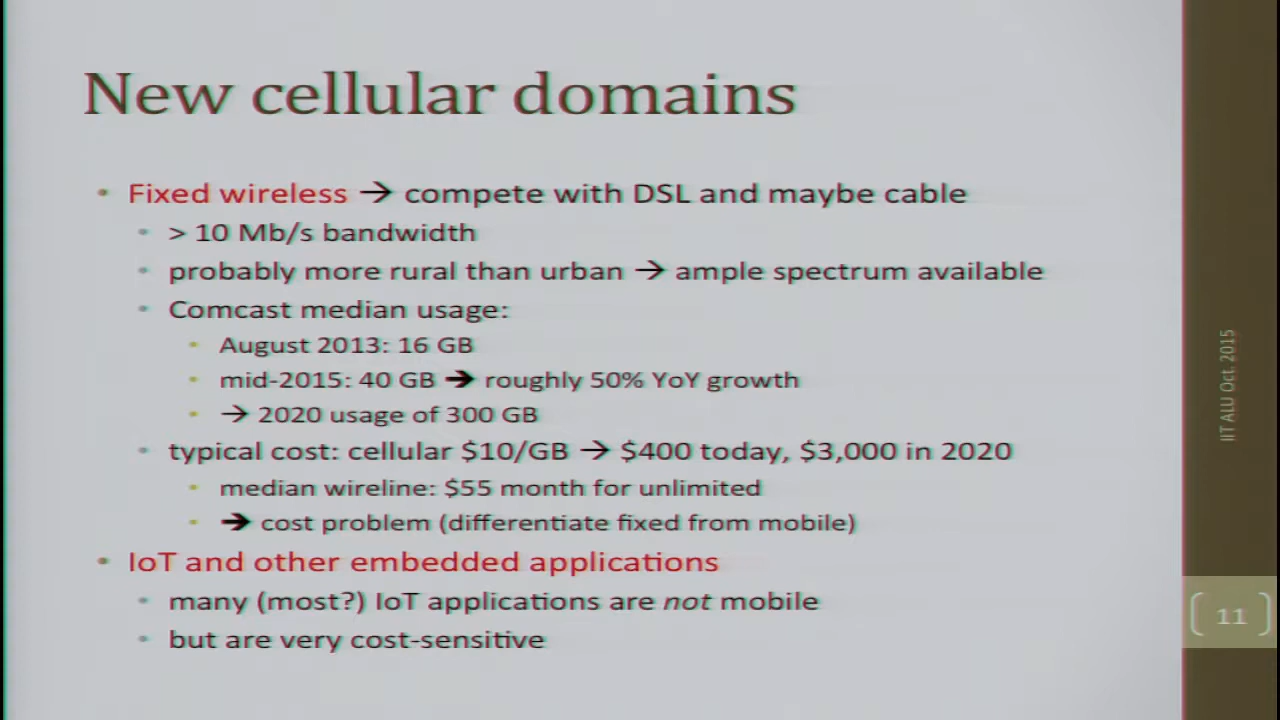 New cellular domains
• Fixed wireless → compete with DSL and maybe cable
• > 10 Mb/s bandwidth
• probably more rural than urban → ample spectrum available
• Comcast median usage:
• August 2013: 16 GB
• mid-2015: 40 GB → roughly 50% YoY growth
• → 2020 usage of 300 GB
• typical cost: cellular $10/GB → $400 today, $3,000 in 2020
• median wireline: $55 month for unlimited
• → cost problem (differentiate fixed from mobile)
• IoT and other embedded applications
• many (most?) IoT applications are not mobile
• but are very cost-sensitive
IIT ALU Oct. 2015
11